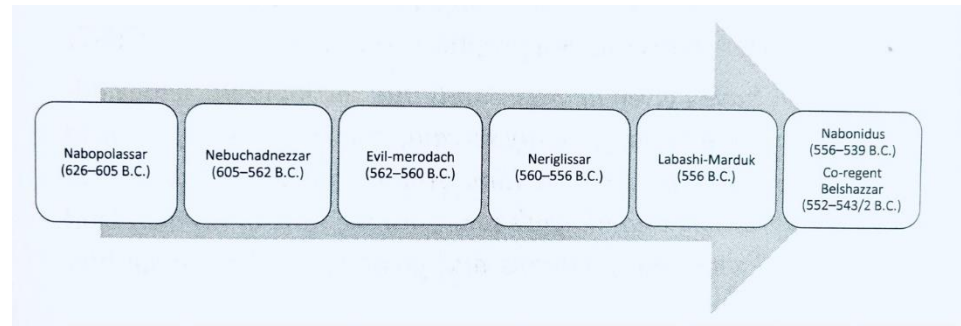 Nabopolassar
(626–605 B.C.)
Nebuchadnezzar
(605–562 B.C.)
Evil-merodach
(562–560 B.C.)
Neriglissar
(560–556 B.C.)
Labashi-Marduk
(556 B.C.)
Nabonidus
(556–539 B.C.)
Co-regent
Belshazzar
(552–543/2 B.C.)